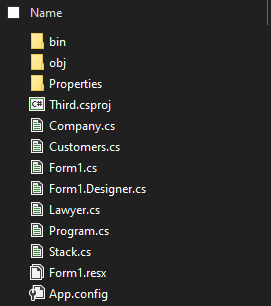 Name
bin
obj
Properties
C# Third.csproj
Company.cs
Customers.cs
Form1.cs
Form1.Designer.cs
Lawyer.cs
Program.cs
Stack.cs
Form1.resx
App.config